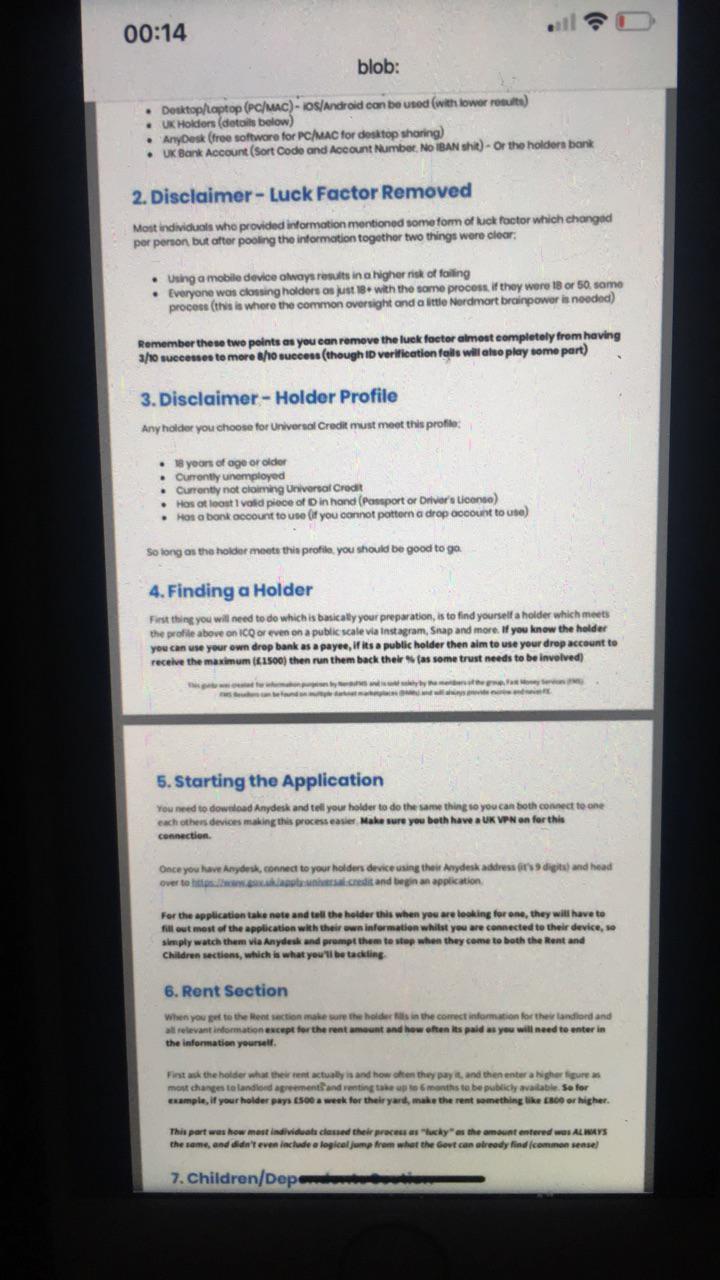 00:14
blob:
• Desktop/Laptop (PC/MAC) - iOS/Android can be used (with lower results)
• UK Holders (details below)
• AnyDesk (free software for PC/MAC for desktop sharing)
• UK Bank Account (Sort Code and Account Number, No IBAN shit) - Or the holders bank
2. Disclaimer - Luck Factor Removed
Most individuals who provided information mentioned some form of luck factor which changed
per person, but after pooling the information together two things were clear;
• Using a mobile device always results in a higher risk of failing
• Everyone was classing holders as just 18+ with the same process, if they were 18 or 50, same
process (this is where the common oversight and a little Nerdmart brainpower is needed)
Remember these two points as you can remove the luck factor almost completely from having
3/10 successes to more 8/10 success (though ID verification fails will also play some part)
3. Disclaimer - Holder Profile
Any holder you choose for Universal Credit must meet this profile;
• 18 years of age or older
• Currently unemployed
• Currently not claiming Universal Credit
• Has at least 1 valid piece of ID in hand (Passport or Driver's License)
• Has a bank account to use (if you cannot pattern a drop account to use)
So long as the holder meets this profile, you should be good to go.
4. Finding a Holder
First thing you will need to do which is basically your preparation, is to find yourself a holder which meets
the profile above on ICQ or even on a public scale via Instagram, Snap and more. If you know the holder
you can use your own drop bank as a payee, if its a public holder then aim to use your drop account to
receive the maximum (£1500) then run them back their % (as some trust needs to be involved)
This guide was created for information purposes by and is sold solely by the members of the group, Fast Money Services (FMS).
FMS Resellers can be found on multiple darknet marketplaces (DNMs) and will always provide escrow and never FE.
5. Starting the Application
You need to download Anydesk and tell your holder to do the same thing so you can both connect to one
each others devices making this process easier. Make sure you both have a UK VPN on for this
connection.
Once you have Anydesk, connect to your holders device using their Anydesk address (it's 9 digits) and head
over to https://www.gov.uk/apply-universal-credit and begin an application.
For the application take note and tell the holder this when you are looking for one, they will have to
fill out most of the application with their own information whilst you are connected to their device, so
simply watch them via Anydesk and prompt them to stop when they come to both the Rent and
Children sections, which is what you'll be tackling.
6. Rent Section
When you get to the Rent section make sure the holder fills in the correct information for their landlord and
all relevant information except for the rent amount and how often its paid as you will need to enter in
the information yourself.
First ask the holder what their rent actually is and how often they pay it, and then enter a higher figure as
most changes to landlord agreements and renting take up to 6 months to be publicly available. So for
example, if your holder pays £500 a week for their yard, make the rent something like £800 or higher.
This part was how most individuals classed their process as "lucky" as the amount entered was ALWAYS
the same, and didn't even include a logical jump from what the Govt can already find (common sense)
7. Children/Dependents Section